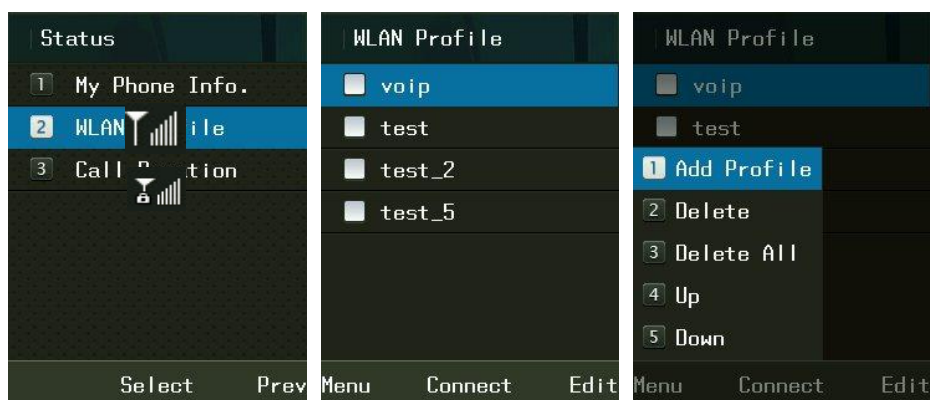 Status
1 My Phone Info.
2 WLAN ile
3 Call tion
Select Prev
WLAN Profile
voip
test
test_2
test_5
Menu Connect Edit
WLAN Profile
voip
test
1 Add Profile
2 Delete
3 Delete All
4 Up
5 Down
Menu Connect Edit